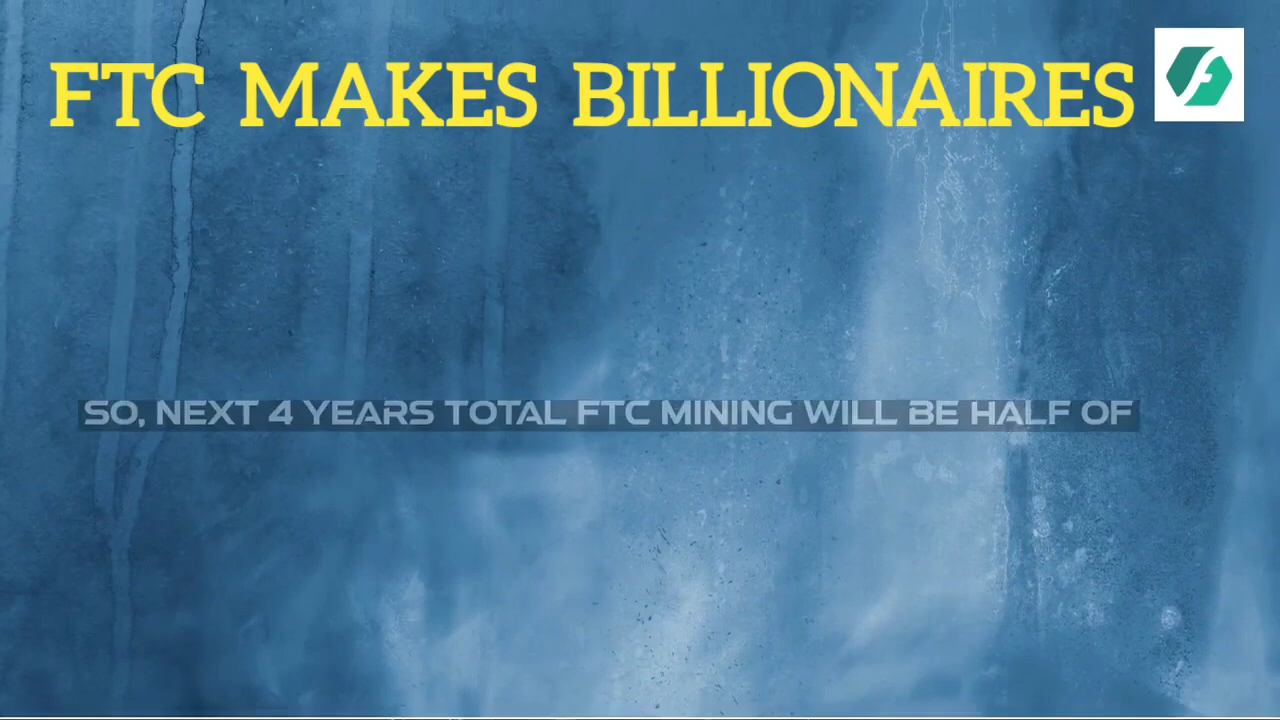 FTC MAKES BILLIONAIRES
SO, NEXT 4 YEARS TOTAL FTC MINING WILL BE HALF OF